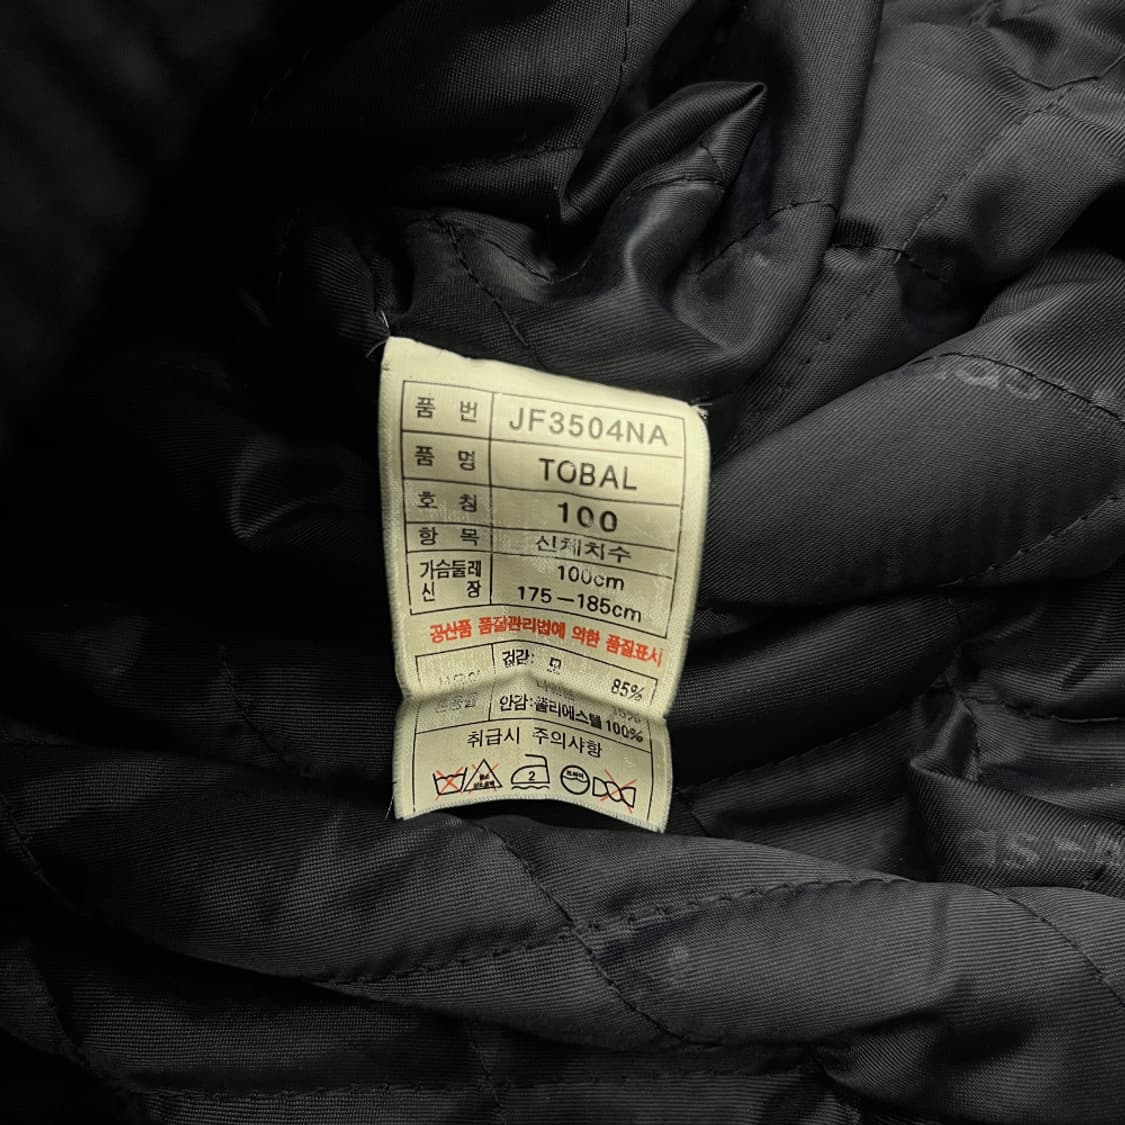 품 번 JF3504NA
품 명 TOBAL
호 칭 100
항 목 신체치수
가슴둘레 100cm
신 장 175-185cm
공산품 품질관리법에 의한 품질표시
겉감: 모 85%
안감:폴리에스텔 100%
취급시 주의사항
2